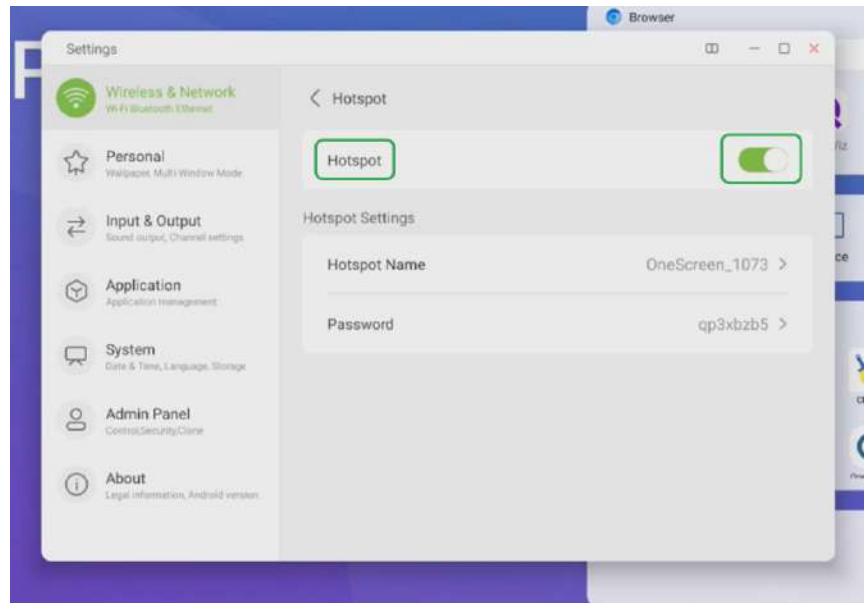 Browser
Settings
Wireless & Network
Wi-Fi Bluetooth Ethernet
Hotspot
Personal
Wallpaper, Multi Window Mode
Hotspot
Input & Output
Sound output, Channel settings
Hotspot Settings
Hotspot Name
OneScreen_1073
Application
Application management
Password
qp3xbzb5
System
Date & Time, Language, Storage
Admin Panel
Control,Security,Clone
About
Legal information, Android version